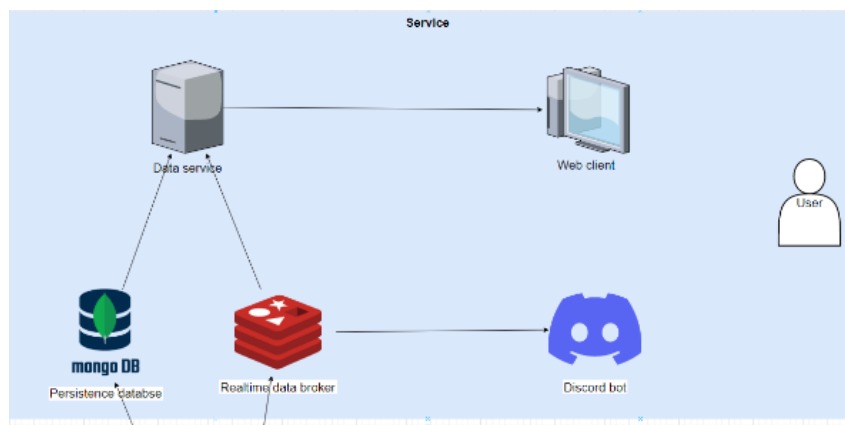 Service
Data service
Web client
User
mongo DB
Persistence databse
Realtime data broker
Discord bot